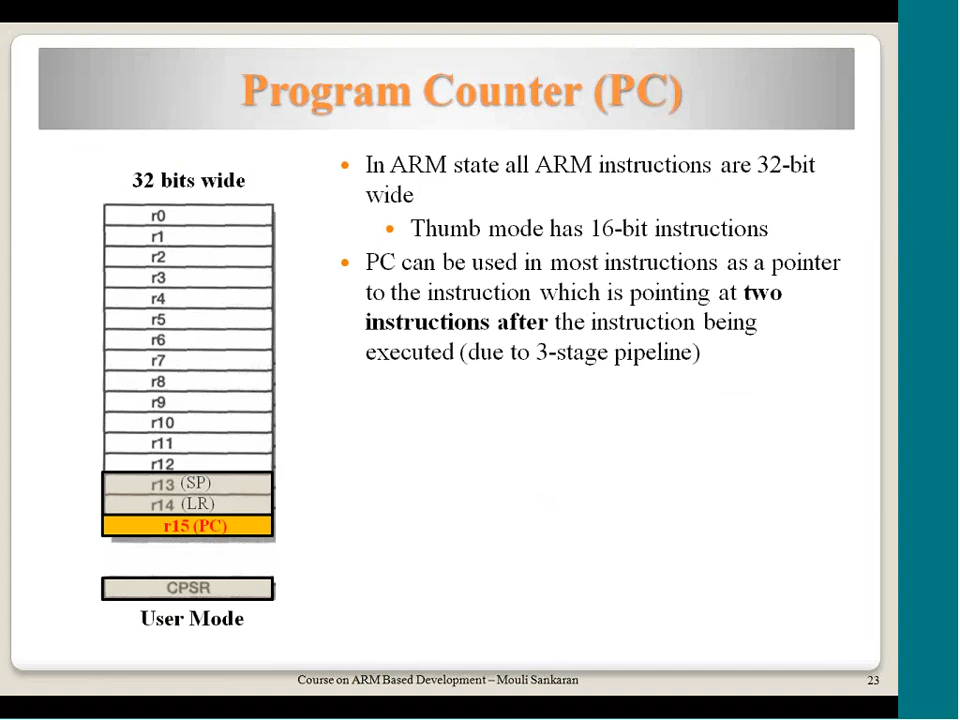 Program Counter (PC)
32 bits wide
r0
r1
r2
r3
r4
r5
r6
r7
r8
r9
r10
r11
r12
r13 (SP)
r14 (LR)
r15 (PC)
CPSR
User Mode
• In ARM state all ARM instructions are 32-bit
wide
• Thumb mode has 16-bit instructions
• PC can be used in most instructions as a pointer
to the instruction which is pointing at two
instructions after the instruction being
executed (due to 3-stage pipeline)
Course on ARM Based Development – Mouli Sankaran
23